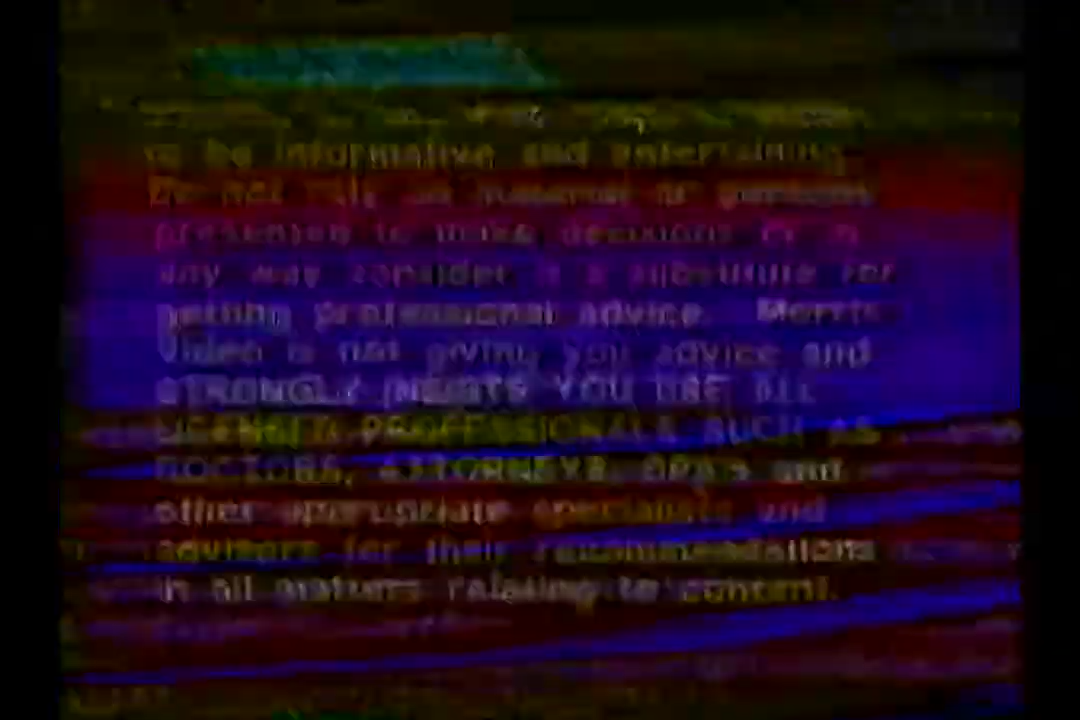 to be informative and entertaining.
Do not rely on material or
presented to make decisions or in
any way consider it a substitute for
getting professional advice. Morris
Video is not giving you advice and
STRONGLY INSISTS YOU USE ALL
LICENSED PROFESSIONALS SUCH AS
DOCTORS, ATTORNEYS, and
other appropriate specialists and
advisors for their recommendations
in all matters relating to content.